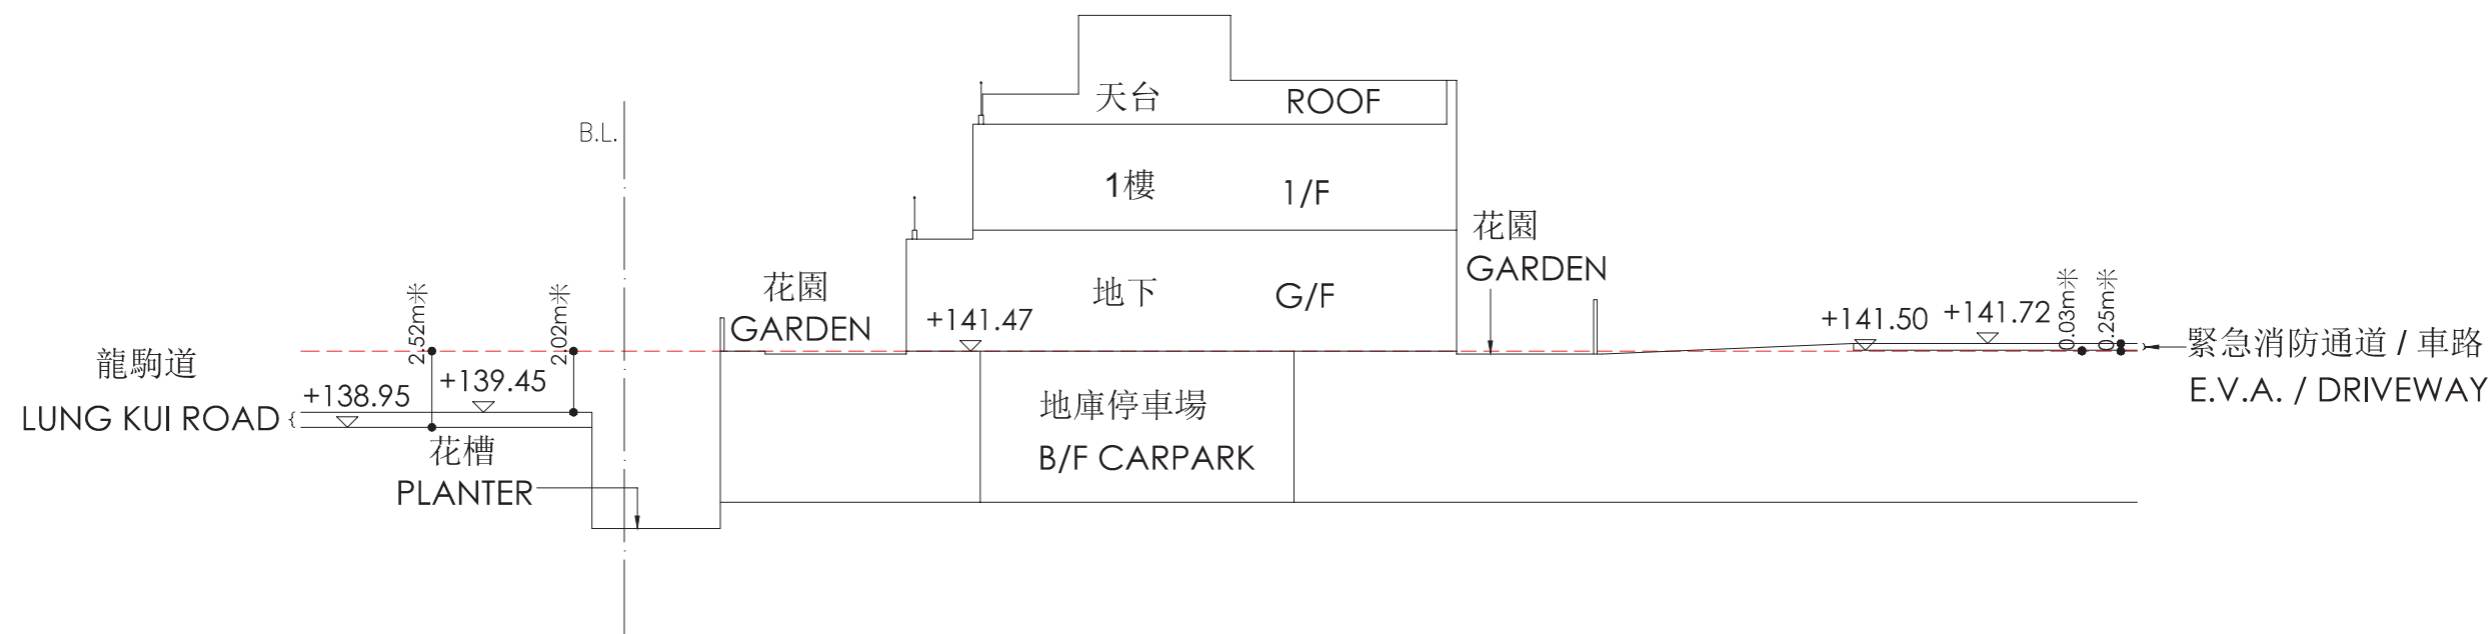 天台 ROOF
B.L.
1樓 1/F
花園
GARDEN
花園
GARDEN
地下 G/F
+141.47
2.52m米
2.02m米
+141.50
+141.72
0.03m米
0.25m米
緊急消防通道 / 車路
E.V.A. / DRIVEWAY
龍駒道
LUNG KUI ROAD
+138.95
+139.45
花槽
PLANTER
地庫停車場
B/F CARPARK